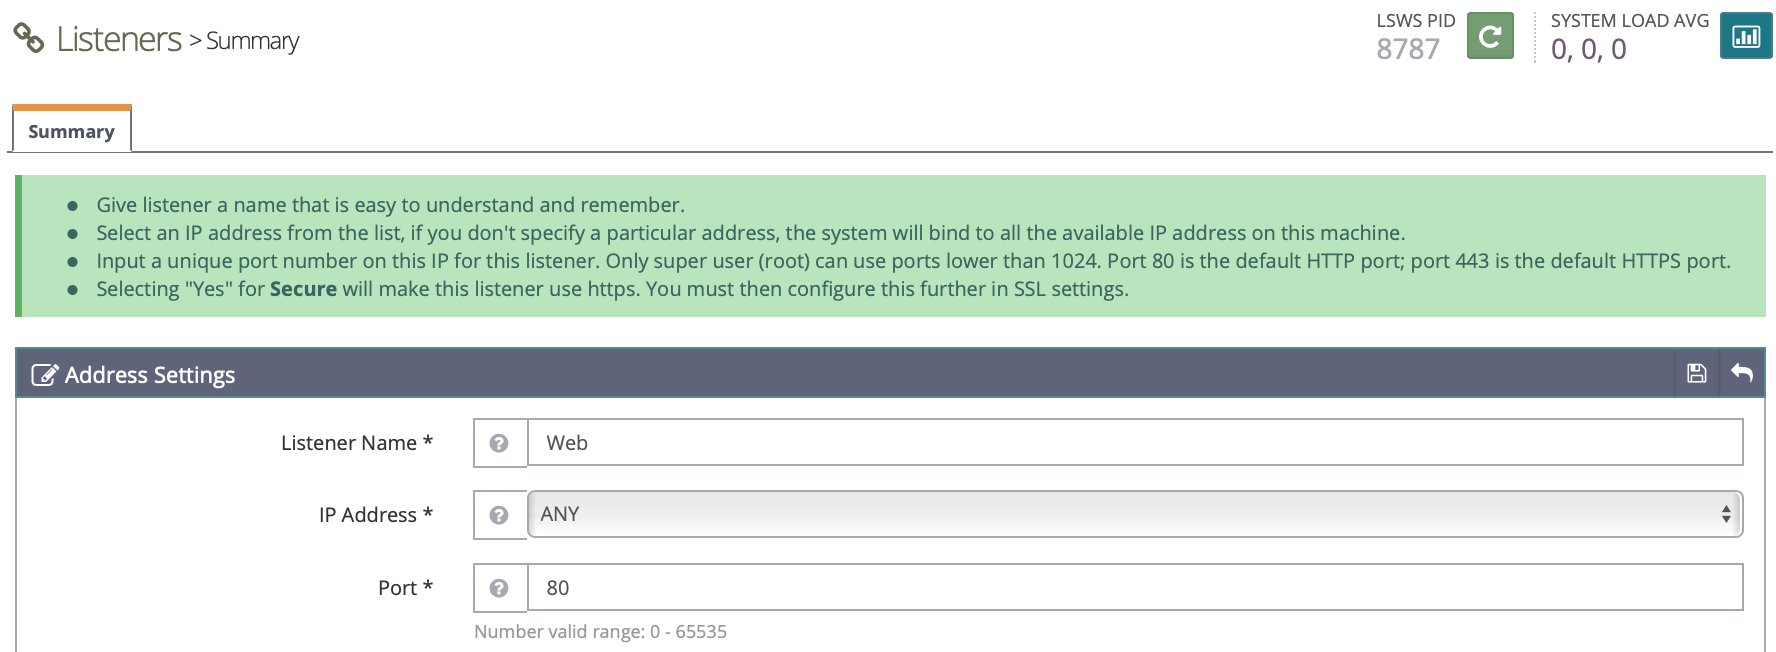 Listeners > Summary
LSWS PID
8787
SYSTEM LOAD AVG
0, 0, 0
Summary
● Give listener a name that is easy to understand and remember.
● Select an IP address from the list, if you don't specify a particular address, the system will bind to all the available IP address on this machine.
● Input a unique port number on this IP for this listener. Only super user (root) can use ports lower than 1024. Port 80 is the default HTTP port; port 443 is the default HTTPS port.
● Selecting "Yes" for Secure will make this listener use https. You must then configure this further in SSL settings.
Address Settings
Listener Name * Web
IP Address * ANY
Port * 80
Number valid range: 0 - 65535